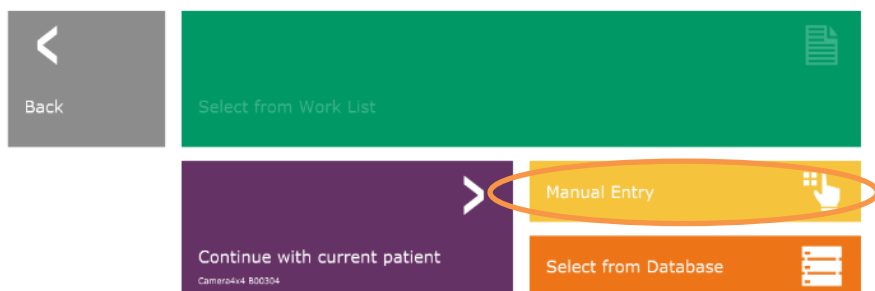 Back
Select from Work List
Manual Entry
Continue with current patient
Camera4x4 B00304
Select from Database